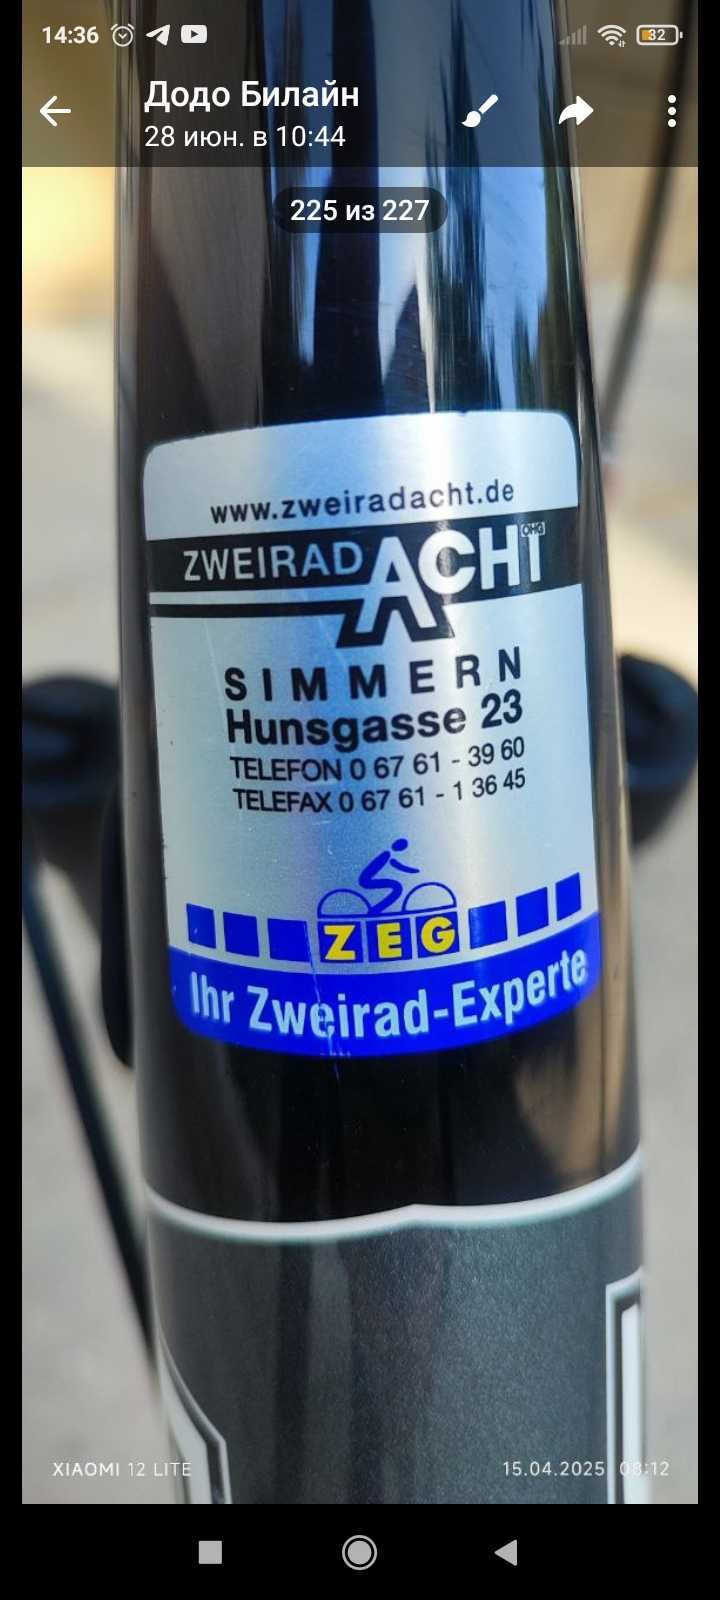 14:36
32
Додо Билайн
28 июн. в 10:44
225 из 227
www.zweiradacht.de
ZWEIRAD ACHT OHG
SIMMERN
Hunsgasse 23
TELEFON 0 67 61 - 39 60
TELEFAX 0 67 61 - 1 36 45
ZEG
Ihr Zweirad-Experte
XIAOMI 12 LITE
15.04.2025 08:12